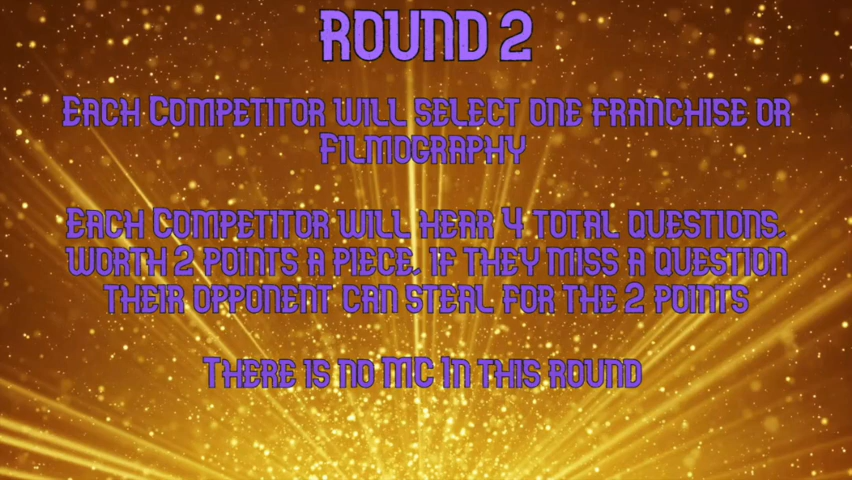 ROUND 2
Each Competitor will select one franchise or
Filmography
Each Competitor will hear 4 total questions,
worth 2 points a piece, if they miss a question
their opponent can steal for the 2 points
There is no MC In this round